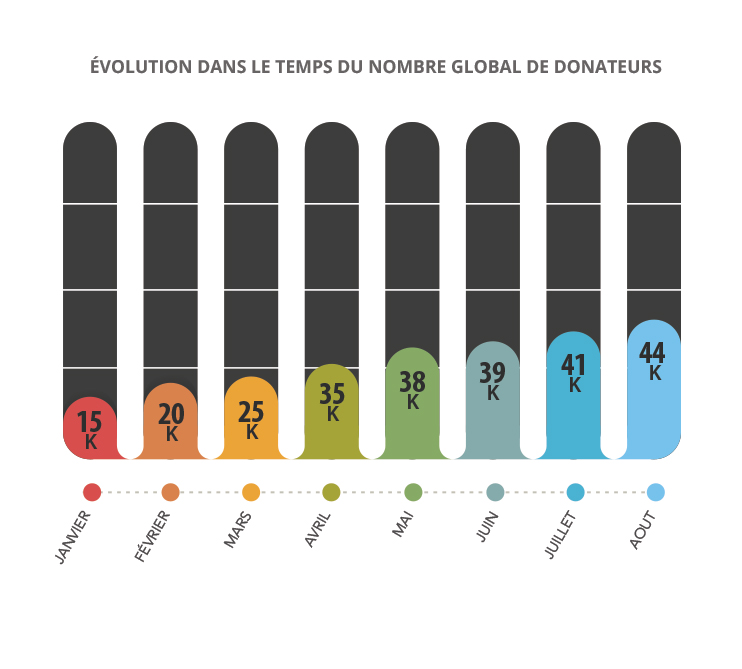 ÉVOLUTION DANS LE TEMPS DU NOMBRE GLOBAL DE DONATEURS
15
K
20
K
25
K
35
K
38
K
39
K
41
K
44
K
JANVIER
FÉVRIER
MARS
AVRIL
MAI
JUIN
JUILLET
AOUT